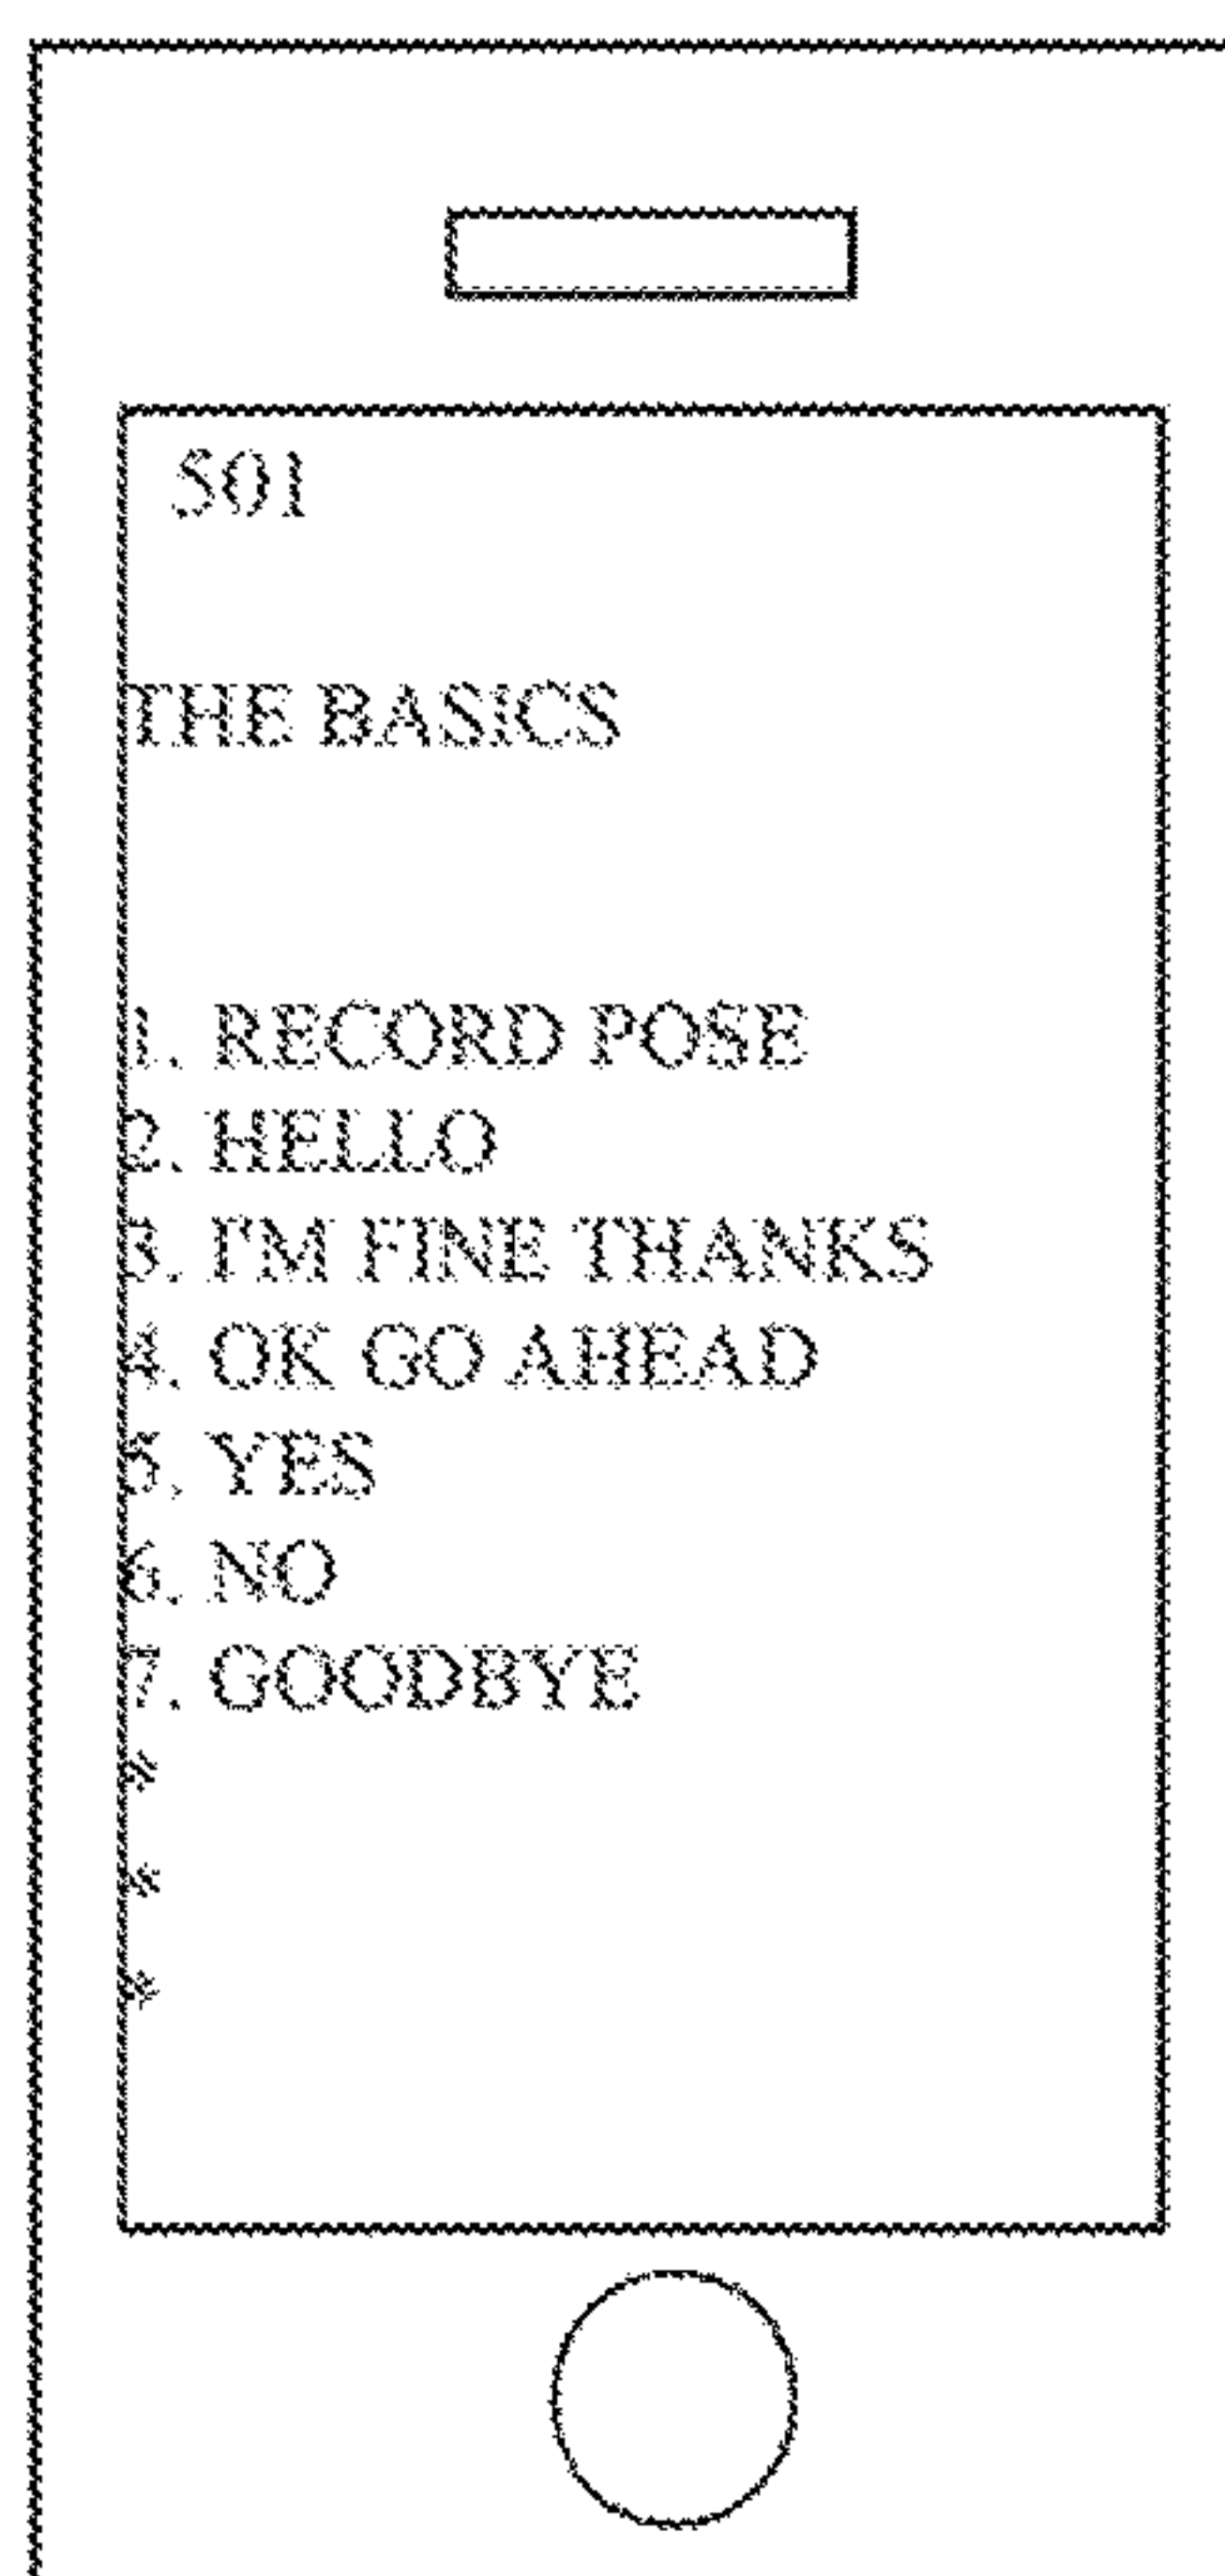 501
THE BASICS
1. RECORD POSE
2. HELLO
3. I'M FINE THANKS
4. OK GO AHEAD
5. YES
6. NO
7. GOODBYE
*
*
*